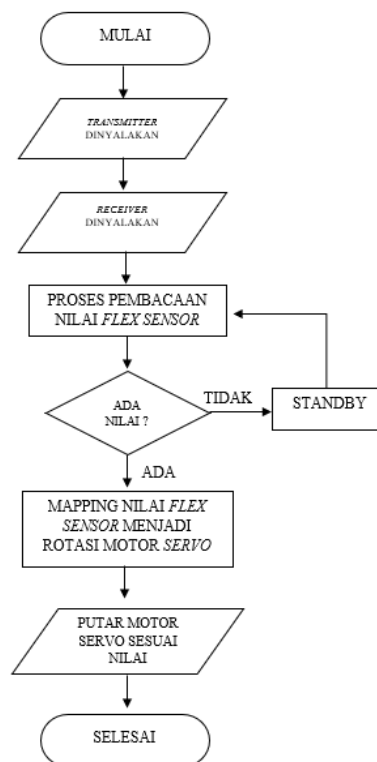 MULAI
TRANSMITTER
DINYALAKAN
RECEIVER
DINYALAKAN
PROSES PEMBACAAN
NILAI FLEX SENSOR
ADA
NILAI ?
TIDAK
STANDBY
ADA
MAPPING NILAI FLEX
SENSOR MENJADI
ROTASI MOTOR SERVO
PUTAR MOTOR
SERVO SESUAI
NILAI
SELESAI